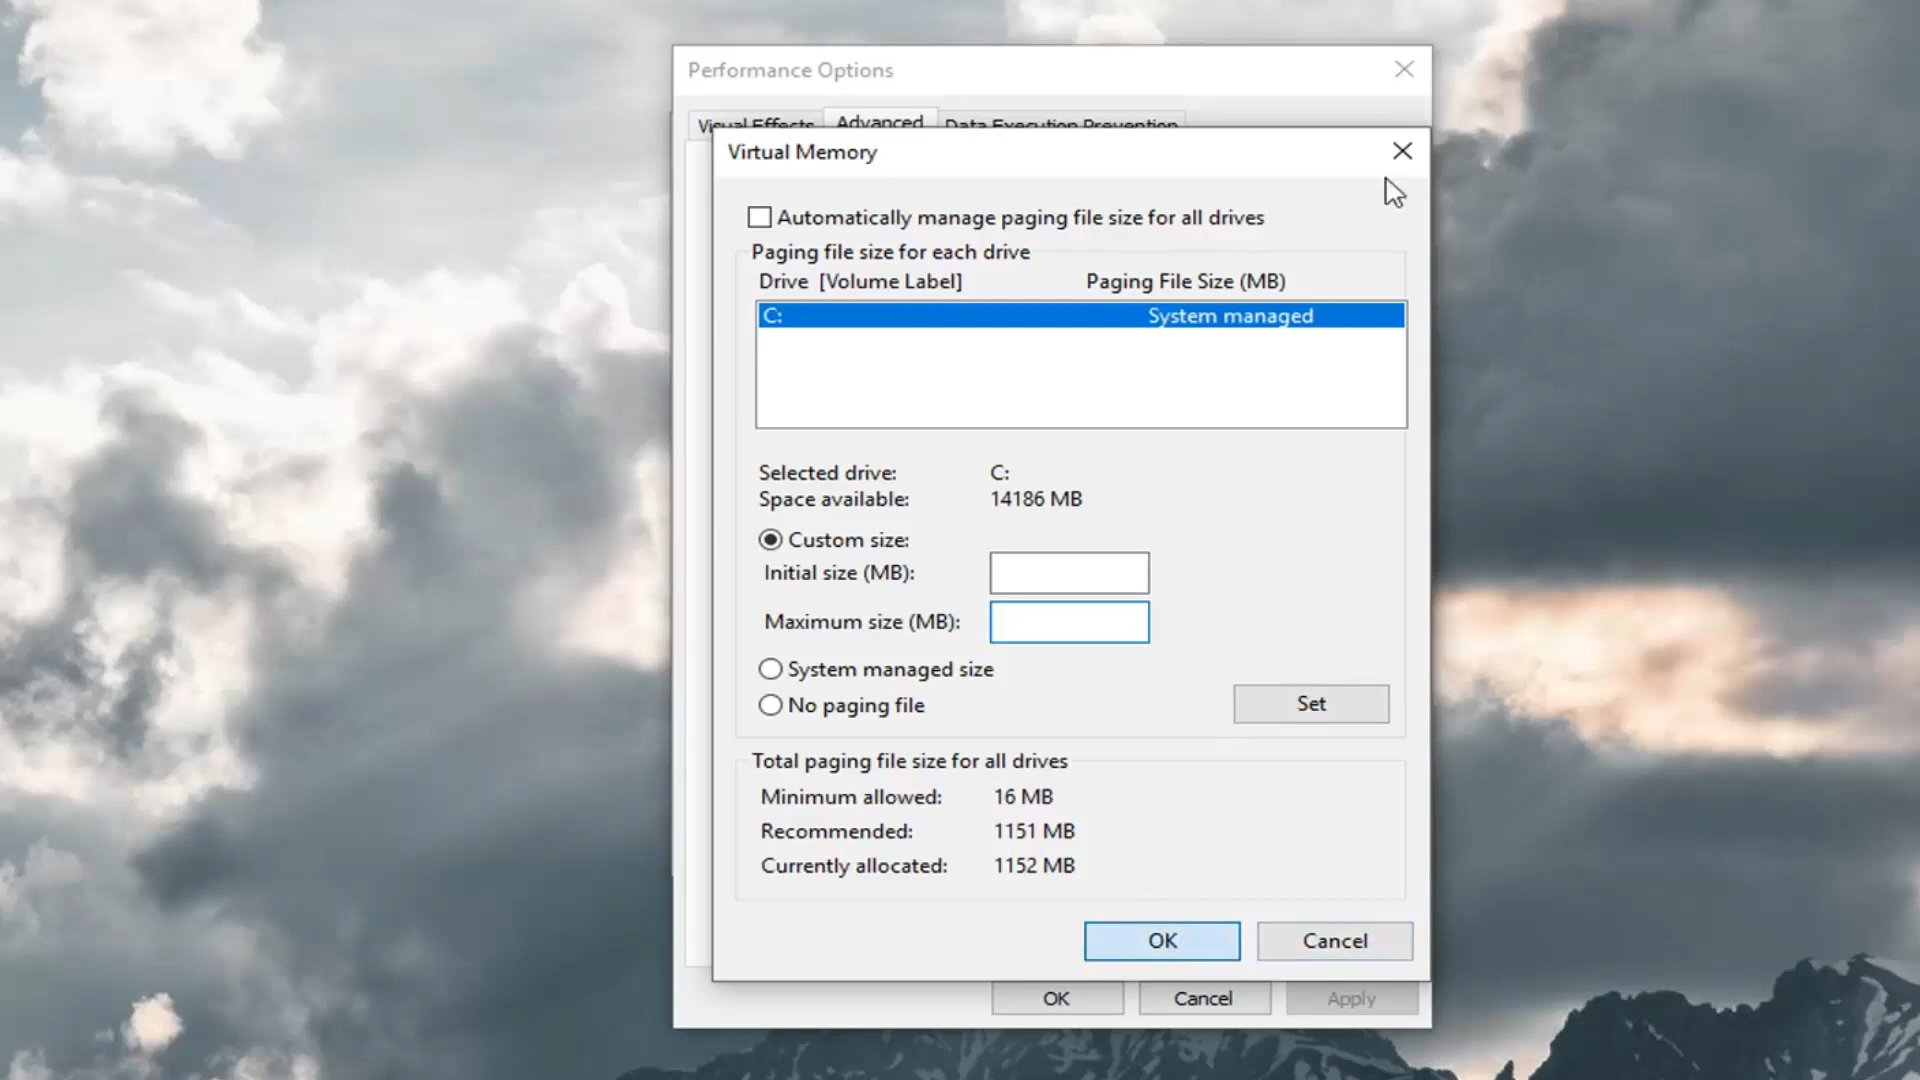 Performance Options
Visual Effects Advanced Data Execution Prevention
Virtual Memory
Automatically manage paging file size for all drives
Paging file size for each drive
Drive [Volume Label] Paging File Size (MB)
C: System managed
Selected drive: C:
Space available: 14186 MB
Custom size:
Initial size (MB):
Maximum size (MB):
System managed size
No paging file
Set
Total paging file size for all drives
Minimum allowed: 16 MB
Recommended: 1151 MB
Currently allocated: 1152 MB
OK Cancel
OK Cancel Apply